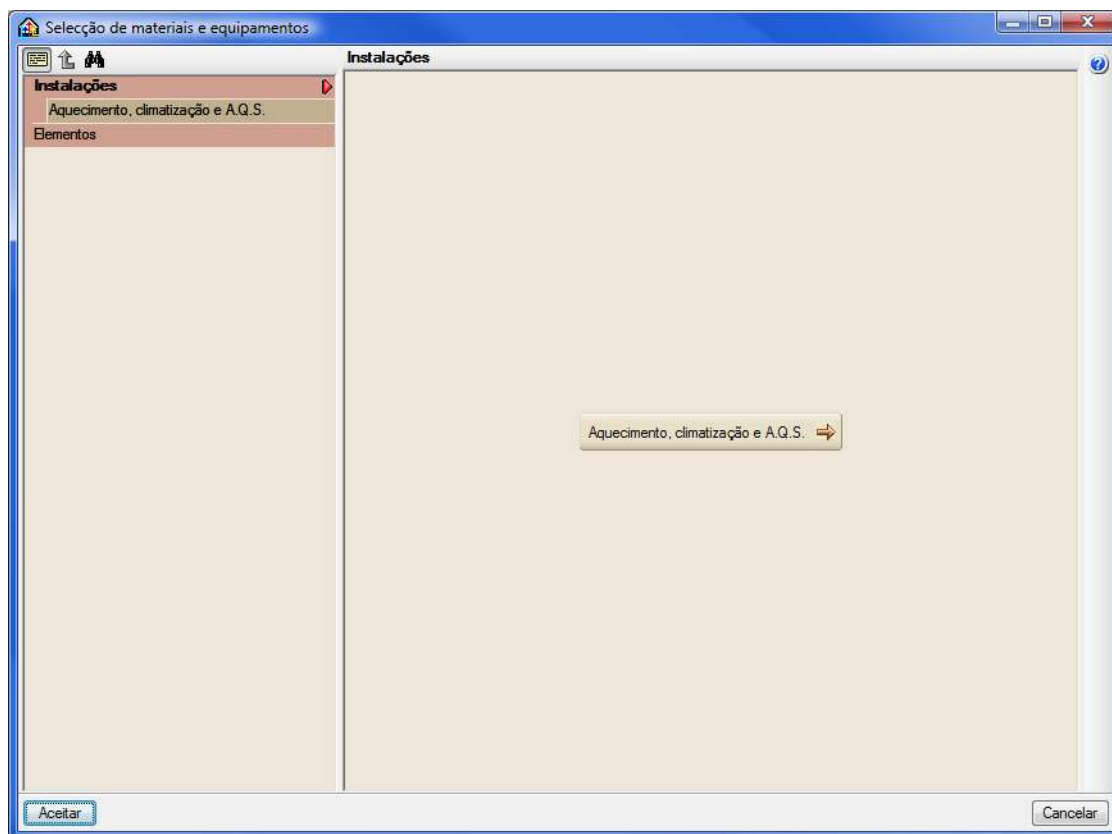 Selecção de materiais e equipamentos
Instalações
Instalações
Aquecimento, climatização e A.Q.S.
Elementos
Aquecimento, climatização e A.Q.S.
Aceitar
Cancelar